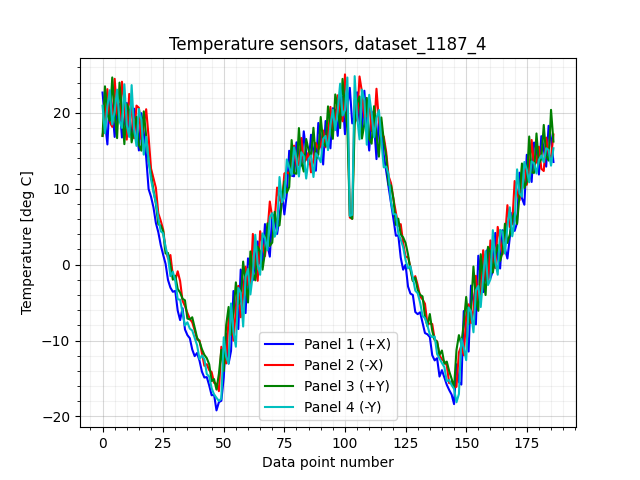 Temperature sensors, dataset_1187_4
Temperature [deg C]
20
10
0
−10
−20
Panel 1 (+X)
Panel 2 (-X)
Panel 3 (+Y)
Panel 4 (-Y)
0 25 50 75 100 125 150 175
Data point number